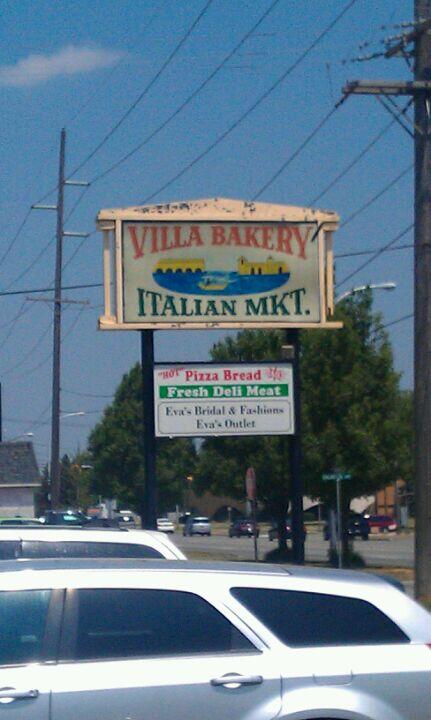 VILLA BAKERY
ITALIAN MKT.
"HOT" Pizza Bread
Fresh Deli Meat
Eva's Bridal & Fashions
Eva's Outlet